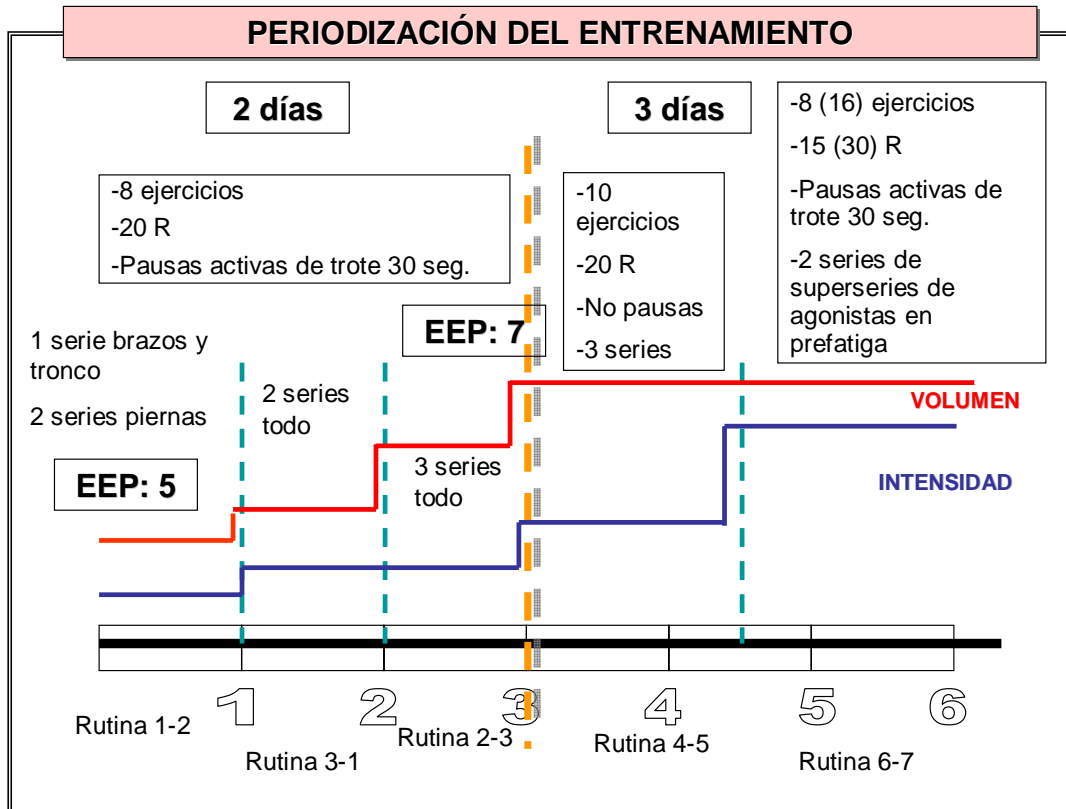 PERIODIZACIÓN DEL ENTRENAMIENTO
2 días
3 días
-8 ejercicios
-20 R
-Pausas activas de trote 30 seg.
-10
ejercicios
-20 R
-No pausas
-3 series
-8 (16) ejercicios
-15 (30) R
-Pausas activas de
trote 30 seg.
-2 series de
superseries de
agonistas en
prefatiga
1 serie brazos y
tronco
2 series piernas
EEP: 5
2 series
todo
EEP: 7
3 series
todo
VOLUMEN
INTENSIDAD
1 2 3 4 5 6
Rutina 1-2
Rutina 3-1
Rutina 2-3
Rutina 4-5
Rutina 6-7